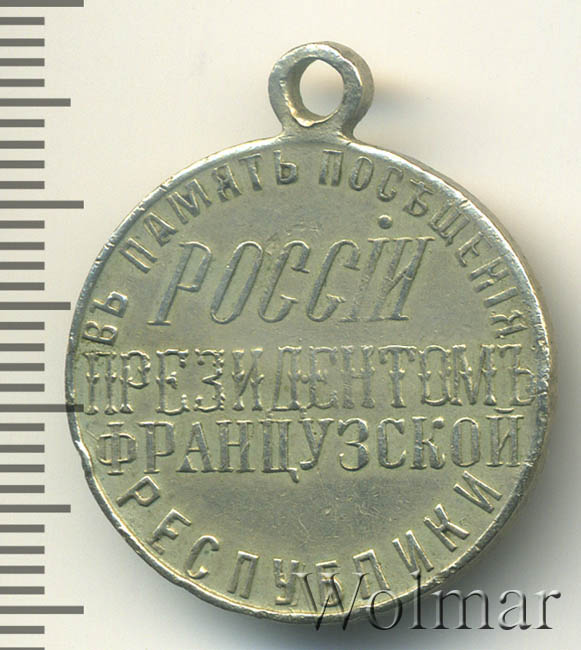 ВЪ ПАМЯТЬ ПОСѢЩЕНІЯ
РОССІИ
ПРЕЗИДЕНТОМЪ
ФРАНЦУЗСКОЙ
РЕСПУБЛИКИ
Wolmar